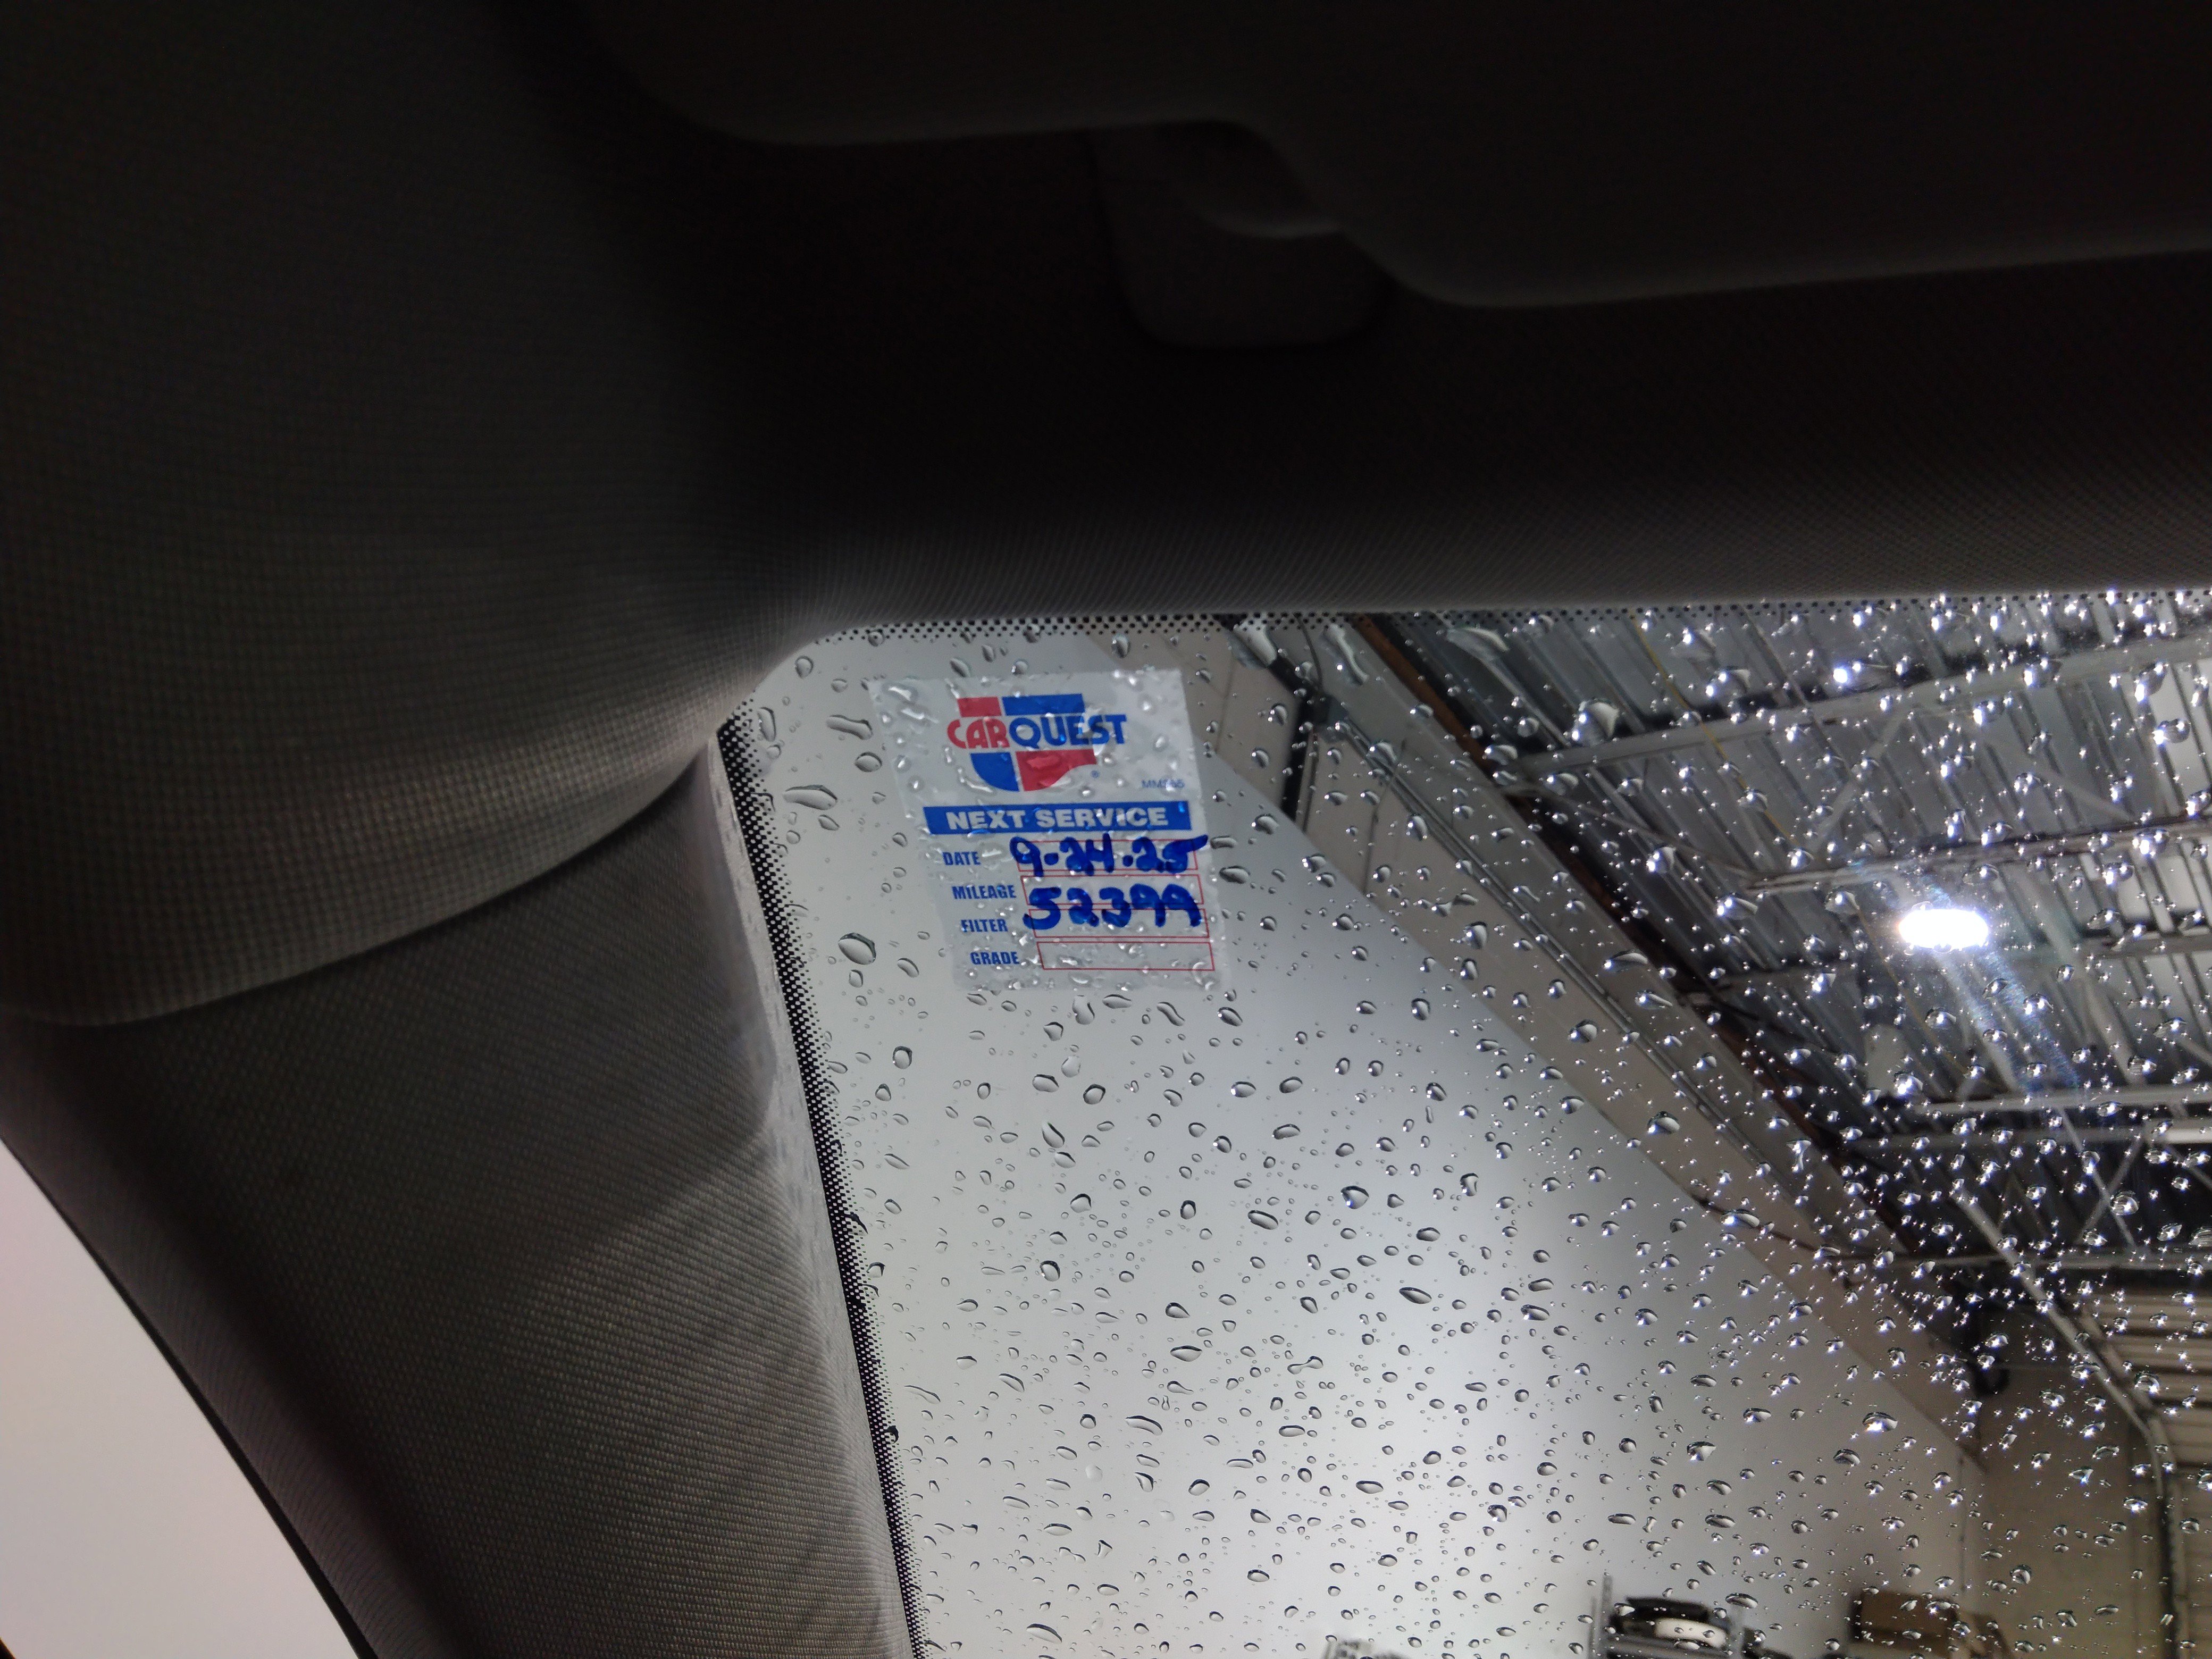 CARQUEST
NEXT SERVICE
DATE 9-24-25
MILEAGE 52399
FILTER
GRADE